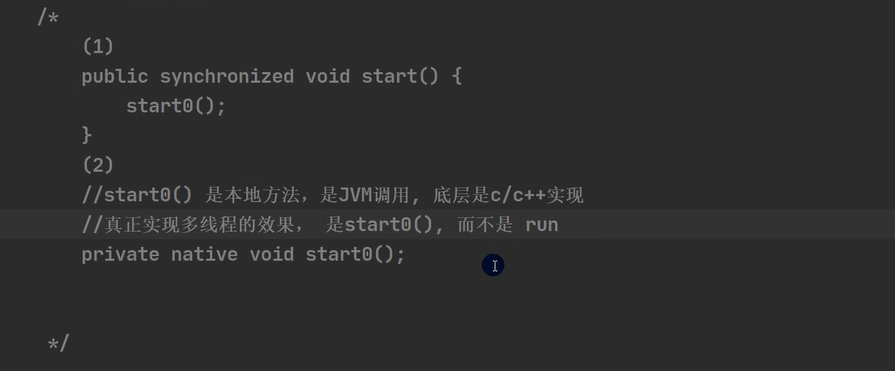 /*
(1)
public synchronized void start() {
start0();
}
(2)
//start0() 是本地方法，是JVM调用, 底层是c/c++实现
//真正实现多线程的效果， 是start0(), 而不是 run
private native void start0();
*/